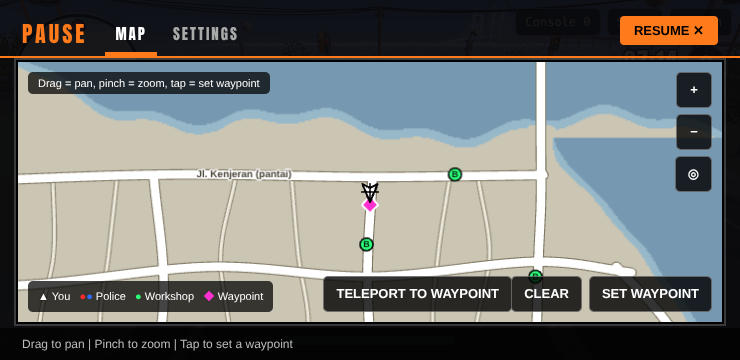 PAUSE MAP SETTINGS Console 0 RESUME ✕
Drag = pan, pinch = zoom, tap = set waypoint
+
−
◎
Jl. Kenjeran (pantai)
B
B
B
▲ You ●● Police ● Workshop ◆ Waypoint
TELEPORT TO WAYPOINT CLEAR SET WAYPOINT
Drag to pan | Pinch to zoom | Tap to set a waypoint